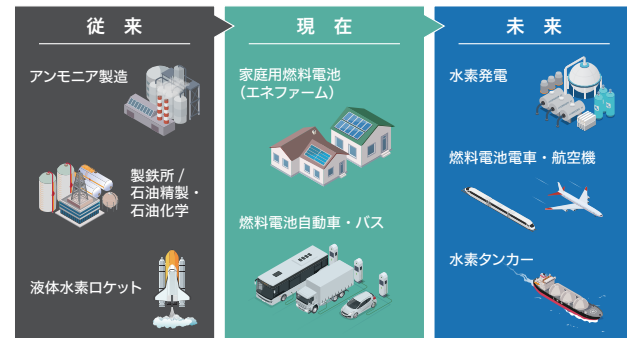 従来
アンモニア製造
製鉄所 /
石油精製・
石油化学
液体水素ロケット
現在
家庭用燃料電池
（エネファーム）
燃料電池自動車・バス
未来
水素発電
燃料電池電車・航空機
水素タンカー